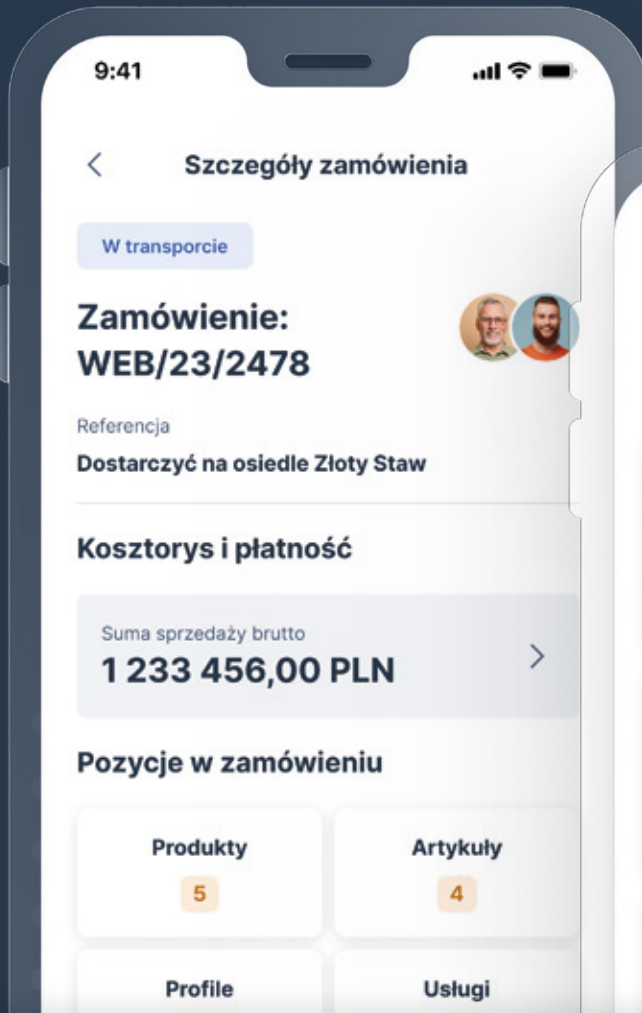 9:41
Szczegóły zamówienia
W transporcie
Zamówienie:
WEB/23/2478
Referencja
Dostarczyć na osiedle Złoty Staw
Kosztorys i płatność
Suma sprzedaży brutto
1 233 456,00 PLN
Pozycje w zamówieniu
Produkty
Artykuły
5
4
Profile
Usługi